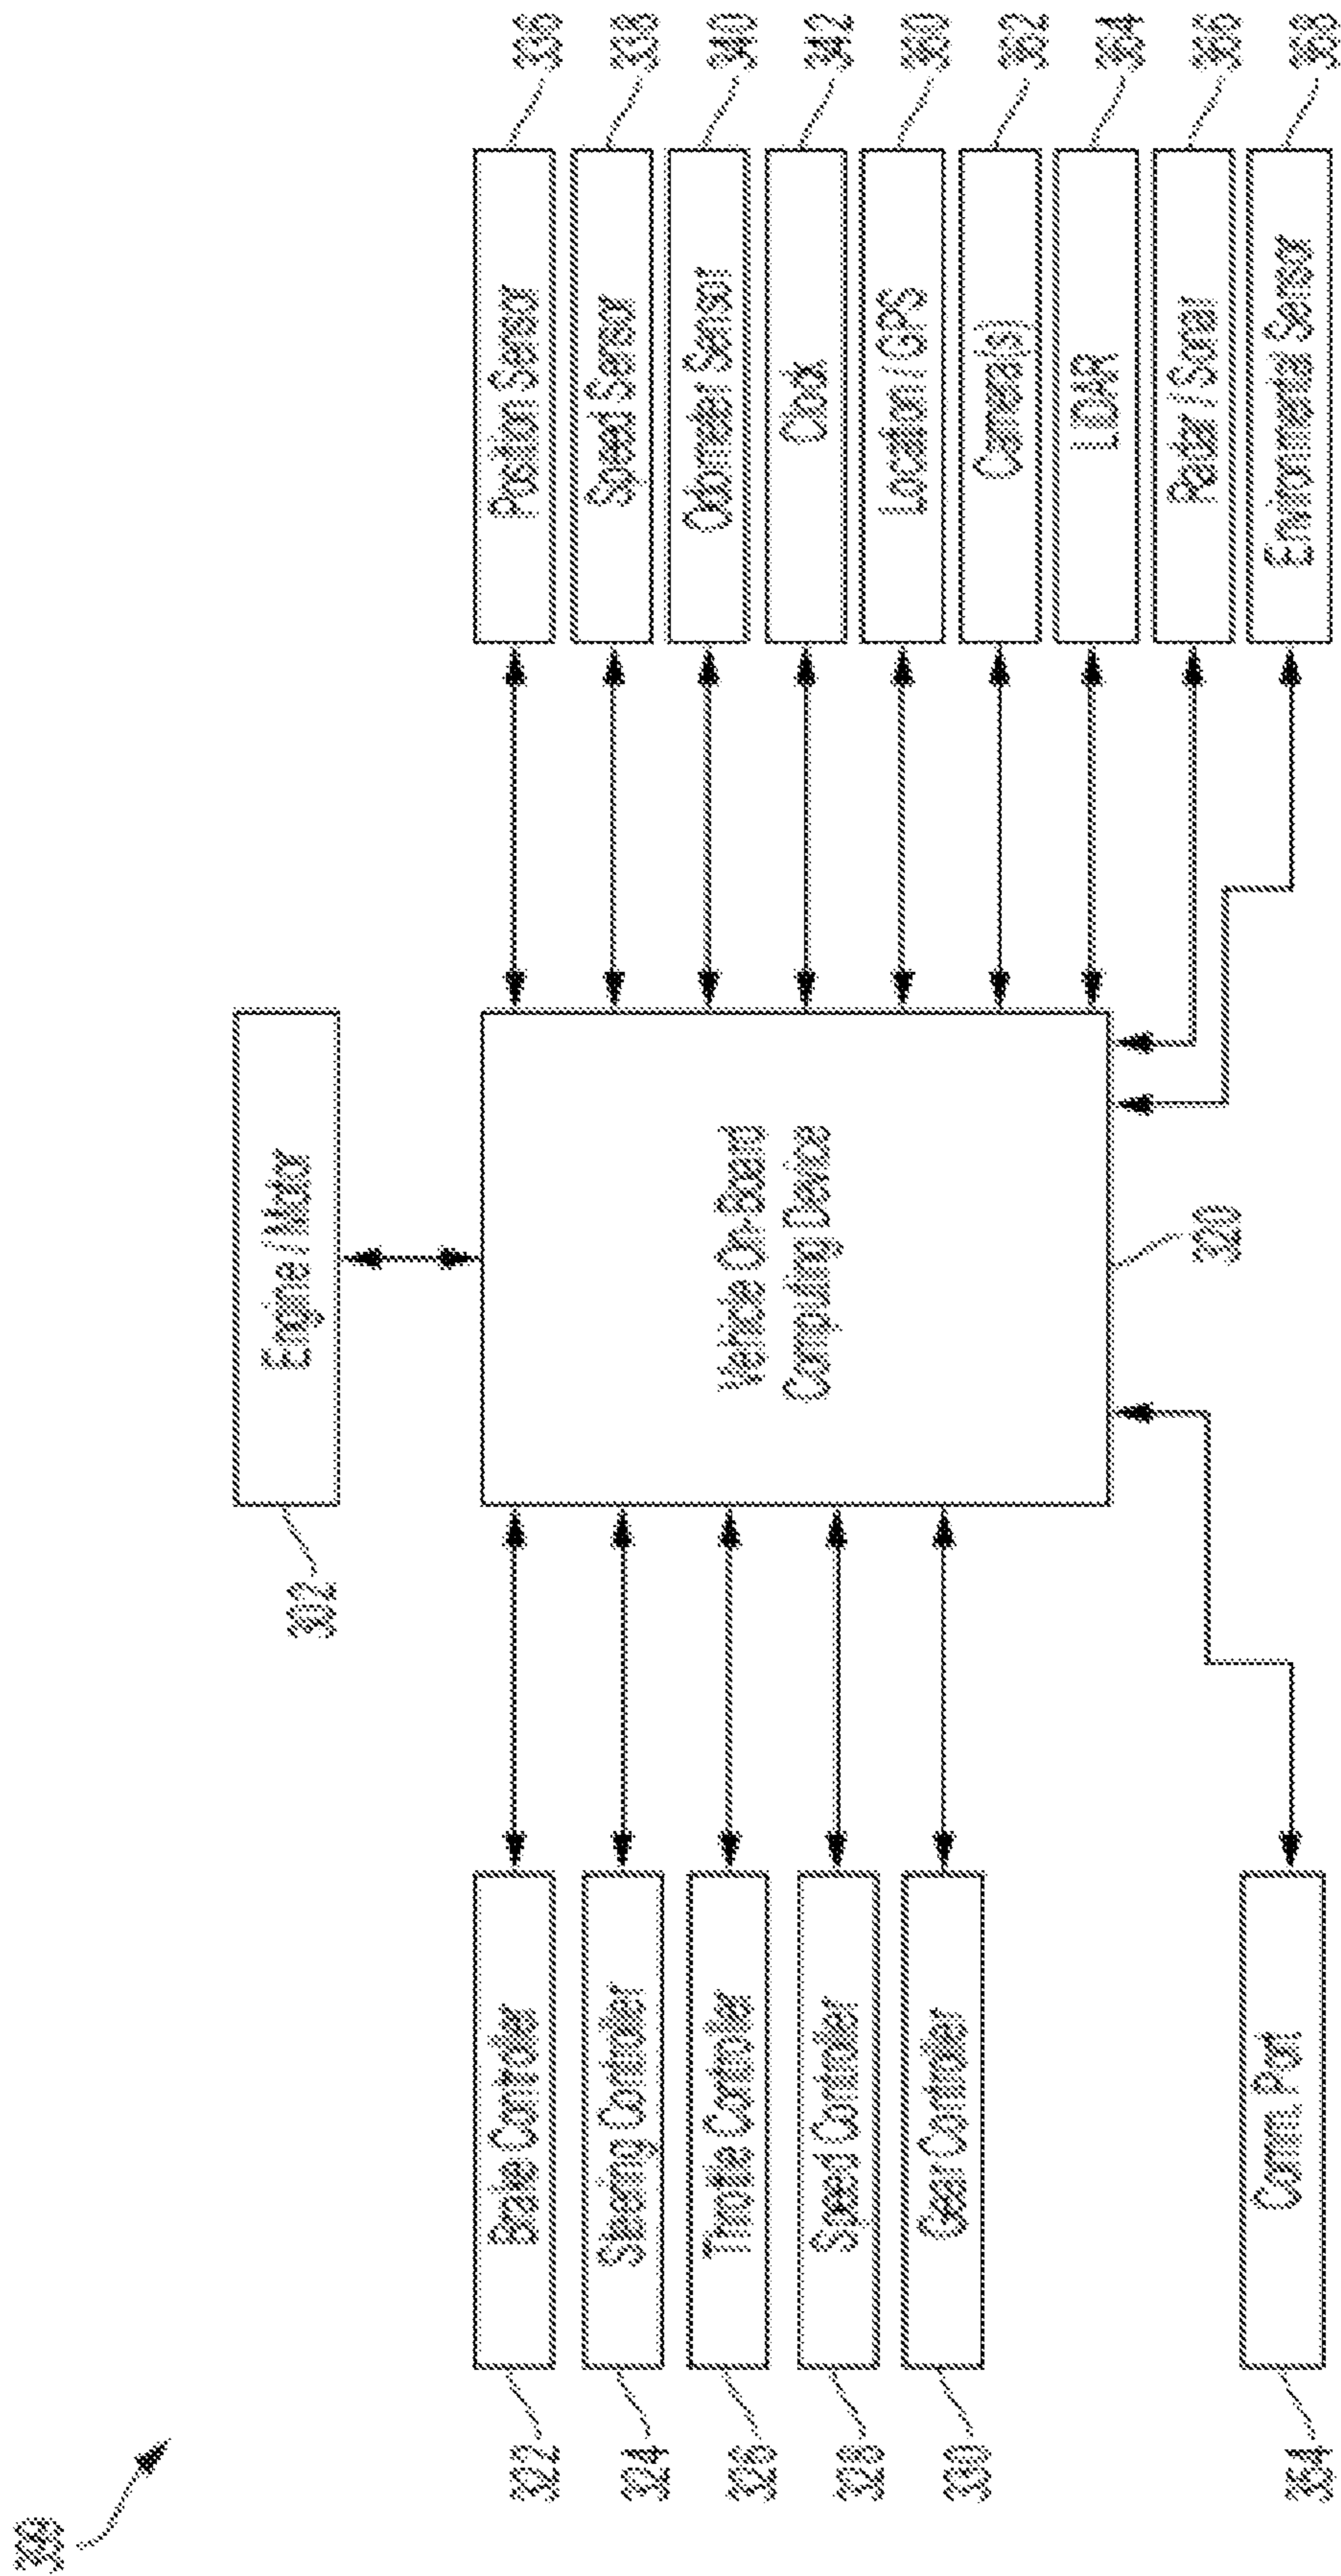 Engine / Motor
302
322
Brake Controller
324
Steering Controller
326
Throttle Controller
328
Speed Controller
330
Gear Controller
354
Comm. Port
Vehicle On-Board
Computing Device
320
Position Sensor
336
Speed Sensor
338
Odometer Sensor
340
Clock
342
Location / GPS
360
Camera(s)
362
LiDAR
364
Radar / Sonar
366
Environmental Sensor
368